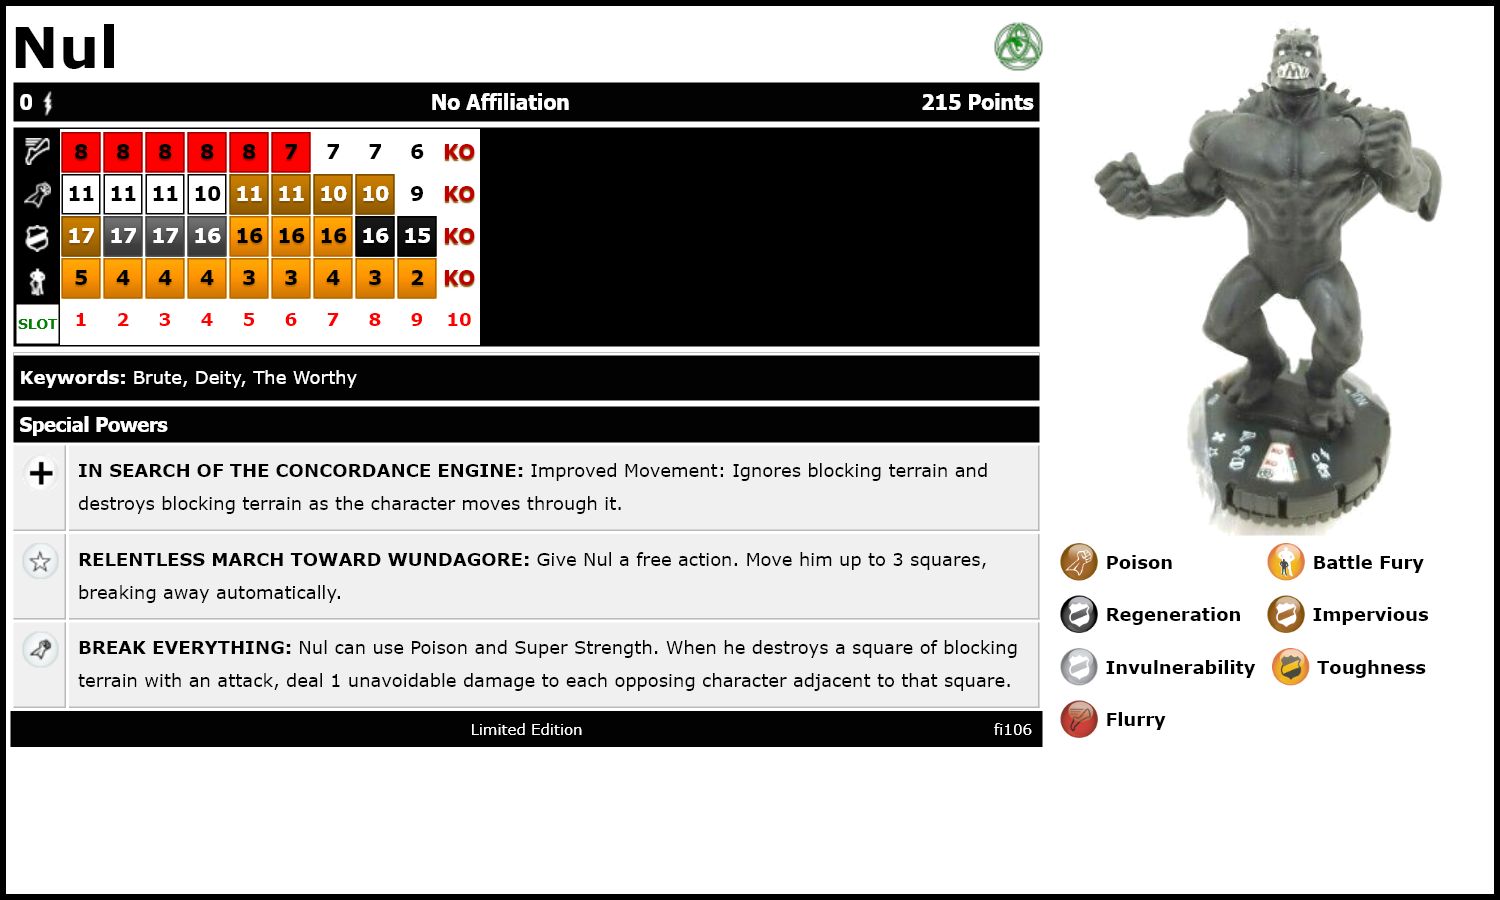 Nul
0 No Affiliation 215 Points
8 8 8 8 8 7 7 7 6 KO
11 11 11 10 11 11 10 10 9 KO
17 17 17 16 16 16 16 16 15 KO
5 4 4 4 3 3 4 3 2 KO
SLOT 1 2 3 4 5 6 7 8 9 10
Keywords: Brute, Deity, The Worthy
Special Powers
IN SEARCH OF THE CONCORDANCE ENGINE: Improved Movement: Ignores blocking terrain and
destroys blocking terrain as the character moves through it.
RELENTLESS MARCH TOWARD WUNDAGORE: Give Nul a free action. Move him up to 3 squares,
breaking away automatically.
BREAK EVERYTHING: Nul can use Poison and Super Strength. When he destroys a square of blocking
terrain with an attack, deal 1 unavoidable damage to each opposing character adjacent to that square.
Limited Edition fi106
NUL
Poison Battle Fury
Regeneration Impervious
Invulnerability Toughness
Flurry